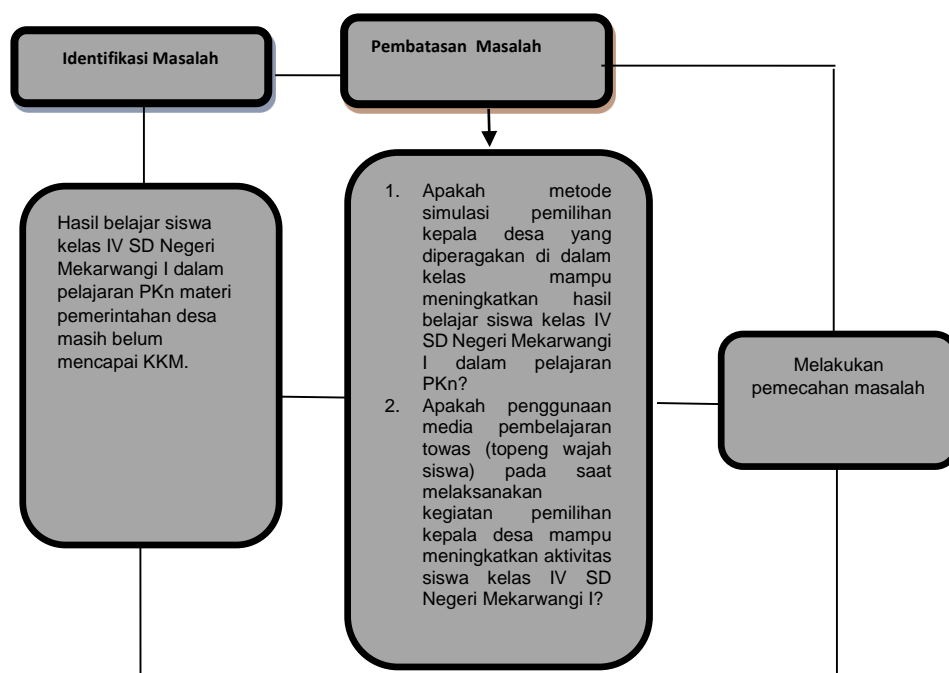 Identifikasi Masalah
Pembatasan Masalah
Hasil belajar siswa
kelas IV SD Negeri
Mekarwangi I dalam
pelajaran PKn materi
pemerintahan desa
masih belum
mencapai KKM.
1. Apakah metode
simulasi pemilihan
kepala desa yang
diperagakan di dalam
kelas mampu
meningkatkan hasil
belajar siswa kelas IV
SD Negeri Mekarwangi
I dalam pelajaran
PKn?
2. Apakah penggunaan
media pembelajaran
towas (topeng wajah
siswa) pada saat
melaksanakan
kegiatan pemilihan
kepala desa mampu
meningkatkan aktivitas
siswa kelas IV SD
Negeri Mekarwangi I?
Melakukan
pemecahan masalah